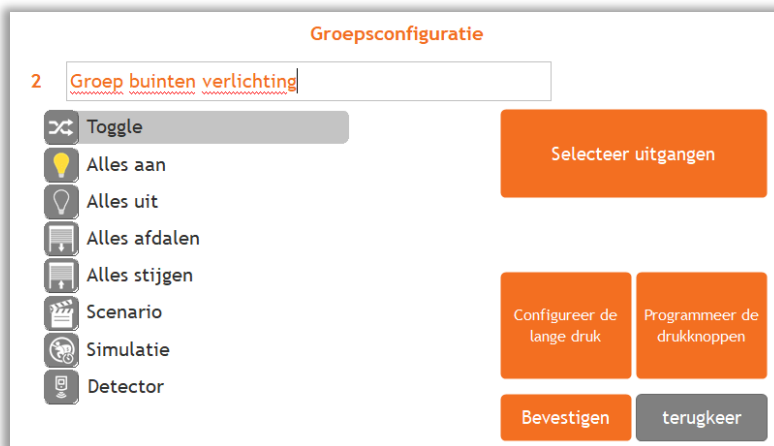 Groepsconfiguratie
2 Groep buinten verlichting
Toggle
Alles aan
Alles uit
Alles afdalen
Alles stijgen
Scenario
Simulatie
Detector
Selecteer uitgangen
Configureer de
lange druk
Programmeer de
drukknoppen
Bevestigen
terugkeer